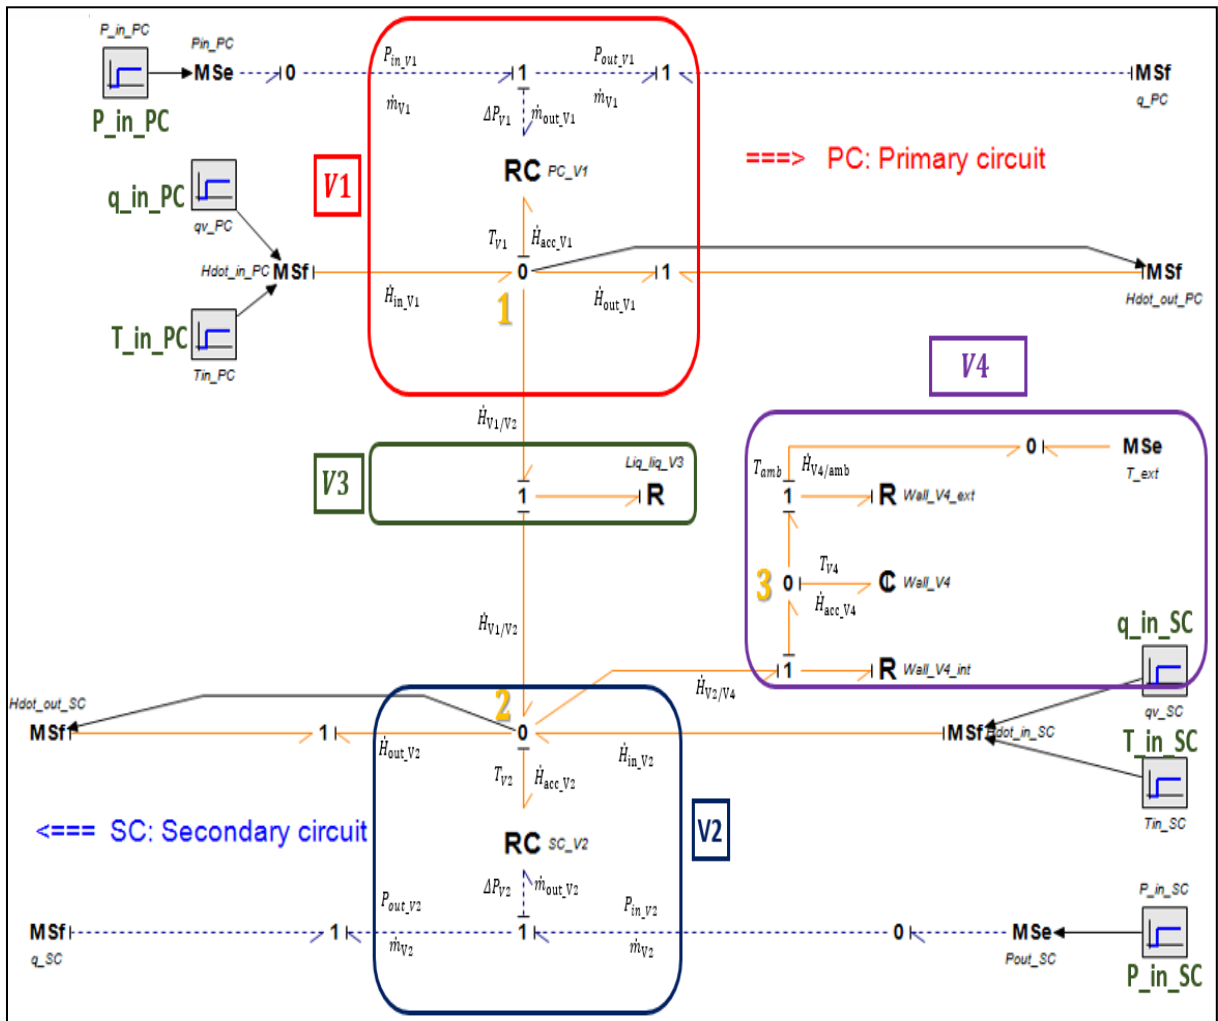 P_in_PC
Pin_PC
MSe
0
P_in_V1
ṁ_V1
1
P_out_V1
ṁ_V1
1
MSf
q_PC
P_in_PC
ΔP_V1
ṁ_out_V1
V1
RC PC_V1
===> PC: Primary circuit
q_in_PC
qv_PC
T_V1
Ḣ_acc_V1
Hdot_in_PC MSf
0
1
MSf
Hdot_out_PC
Ḣ_in_V1
1
Ḣ_out_V1
T_in_PC
Tin_PC
V4
Ḣ_V1/V2
V3
Liq_liq_V3
1
R
T_amb
Ḣ_V4/amb
0
MSe
T_ext
1
R Wall_V4_ext
3
0
T_V4
Ḣ_acc_V4
C Wall_V4
Ḣ_V1/V2
q_in_SC
1
R Wall_V4_int
Ḣ_V2/V4
qv_SC
Hdot_out_SC
MSf
1
2
0
MSf Hdot_in_SC
Ḣ_out_V2
Ḣ_in_V2
T_in_SC
T_V2
Ḣ_acc_V2
Tin_SC
<=== SC: Secondary circuit
RC SC_V2
V2
ΔP_V2
ṁ_out_V2
P_in_SC
P_out_V2
P_in_V2
MSf
1
1
0
MSe
q_SC
ṁ_V2
ṁ_V2
Pout_SC
P_in_SC